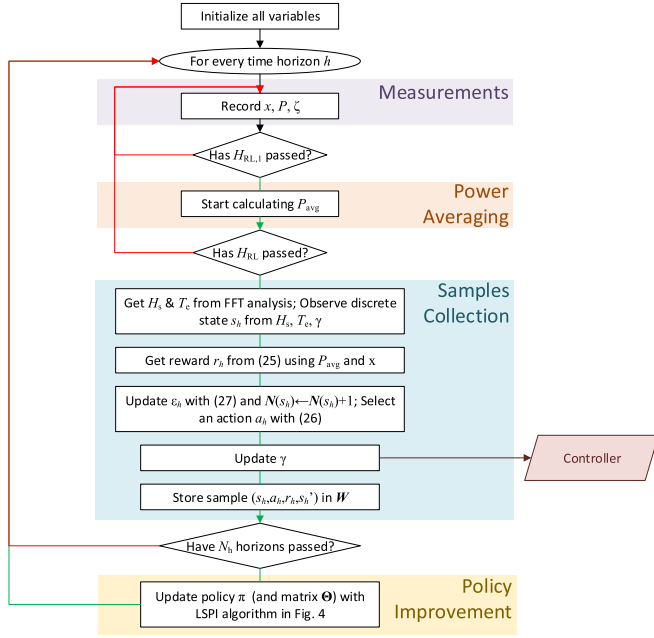 Initialize all variables
For every time horizon h
Measurements
Record x, P, ζ
Has H_RL,1 passed?
Power
Averaging
Start calculating P_avg
Has H_RL passed?
Samples
Collection
Get H_s & T_e from FFT analysis; Observe discrete
state s_h from H_s, T_e, γ
Get reward r_h from (25) using P_avg and x
Update ε_h with (27) and N(s_h)←N(s_h)+1; Select
an action a_h with (26)
Update γ
Controller
Store sample (s_h,a_h,r_h,s_h’) in W
Have N_h horizons passed?
Policy
Improvement
Update policy π (and matrix Θ) with
LSPI algorithm in Fig. 4